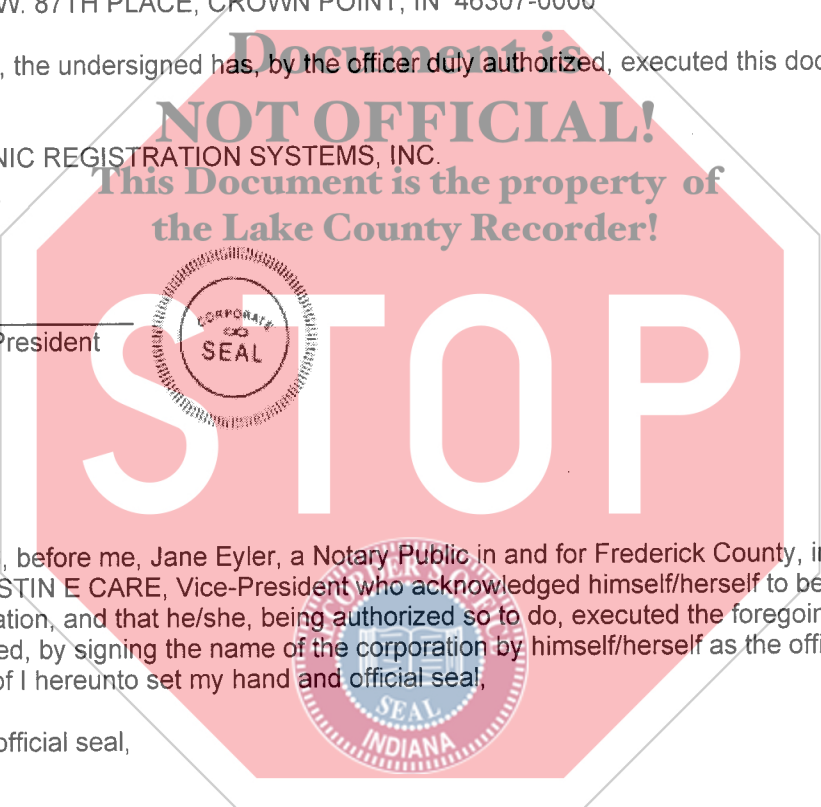 W. 87TH PLACE, CROWN POINT, IN 46307-0000
Document is
, the undersigned has, by the officer duly authorized, executed this doc
NOT OFFICIAL!
NIC REGISTRATION SYSTEMS, INC.
This Document is the property of
the Lake County Recorder!
CORPORATE
SEAL
President
STOP
, before me, Jane Eyler, a Notary Public in and for Frederick County, in
STIN E CARE, Vice-President who acknowledged himself/herself to be
ation, and that he/she, being authorized so to do, executed the foregoin
ed, by signing the name of the corporation by himself/herself as the offi
of I hereunto set my hand and official seal,
RECORDER'S OFFICE
SEAL
INDIANA
official seal,